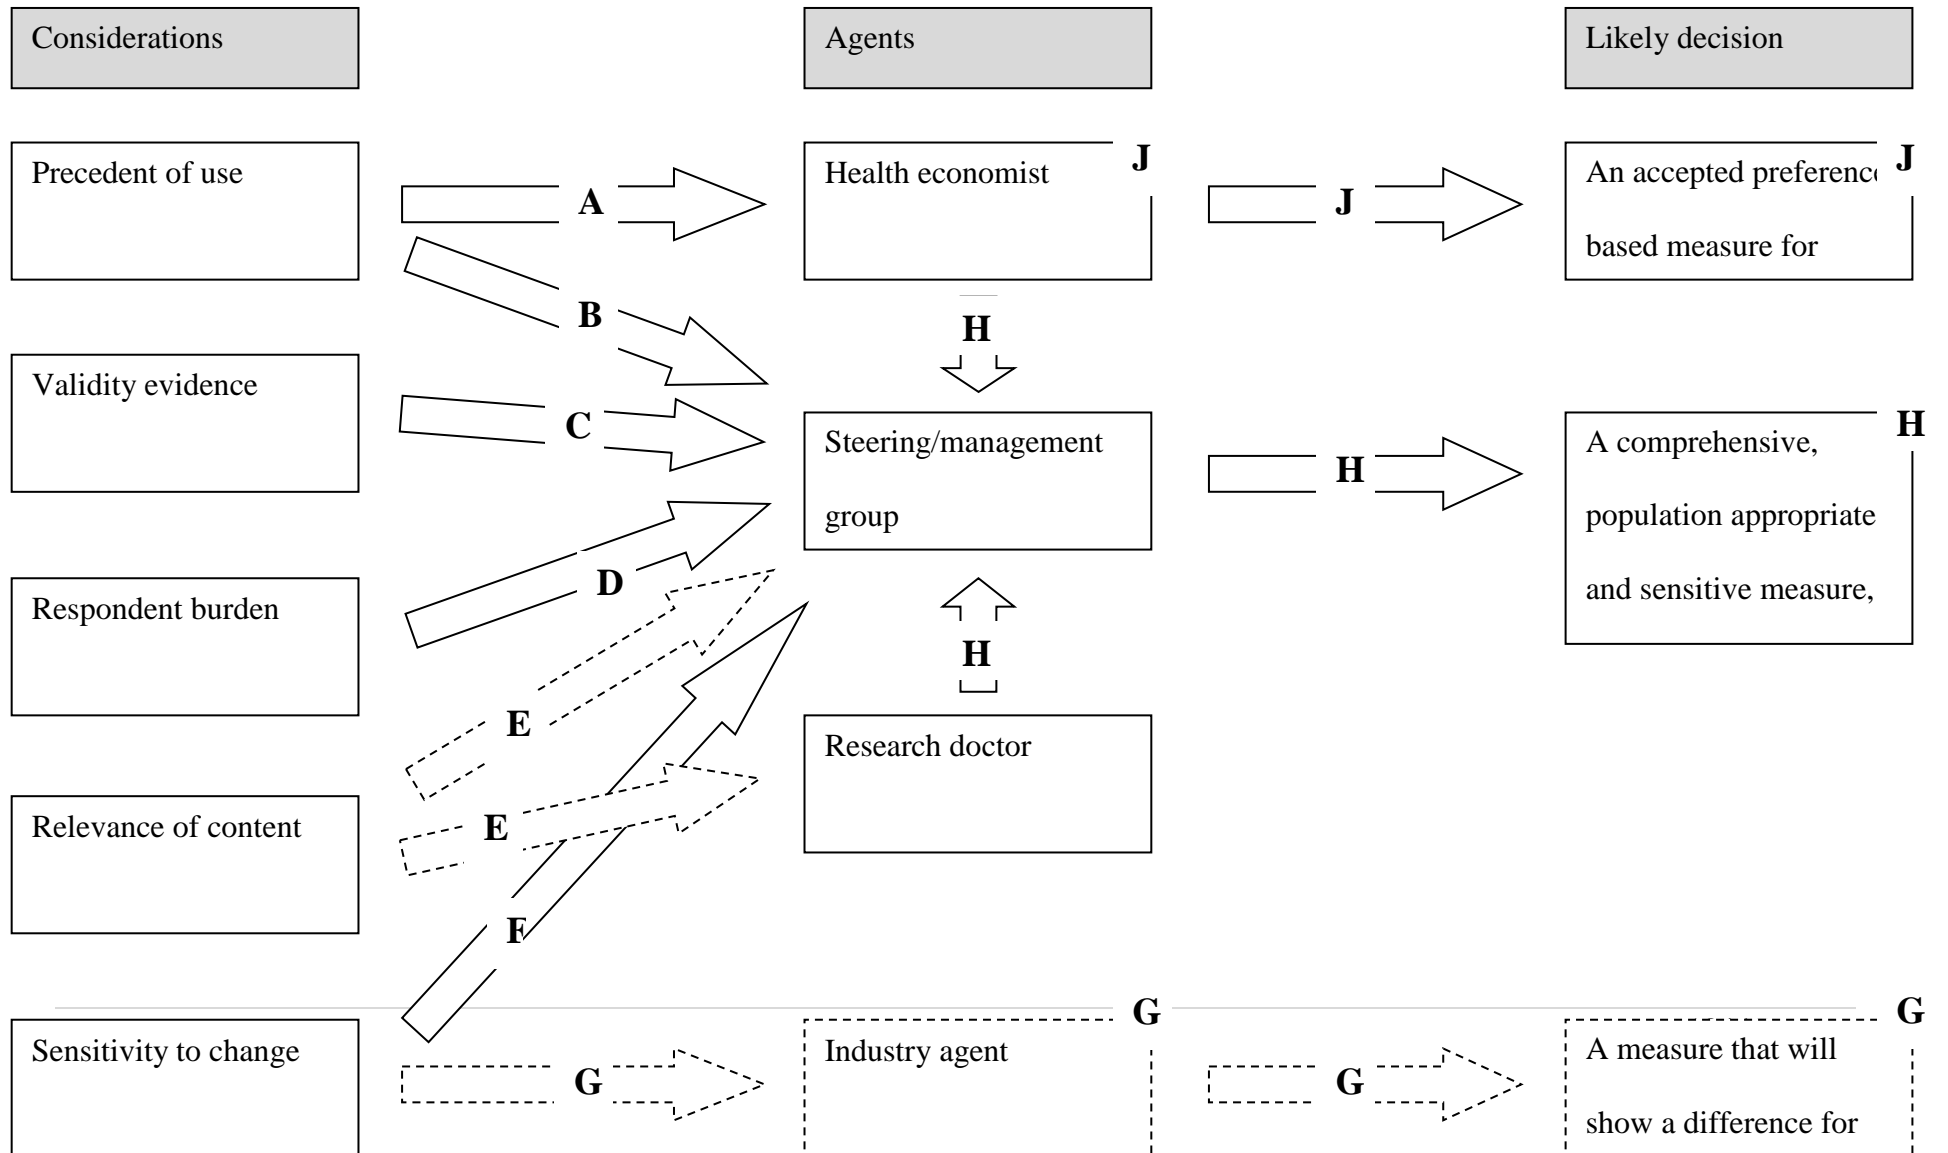 Considerations
Agents
Likely decision
Precedent of use
A
Health economist
J
J
An accepted preference
J
based measure for
B
H
Validity evidence
C
Steering/management
group
H
H
A comprehensive,
population appropriate
and sensitive measure,
Respondent burden
D
E
H
Research doctor
Relevance of content
E
F
Sensitivity to change
G
Industry agent
G
G
A measure that will
show a difference for
G